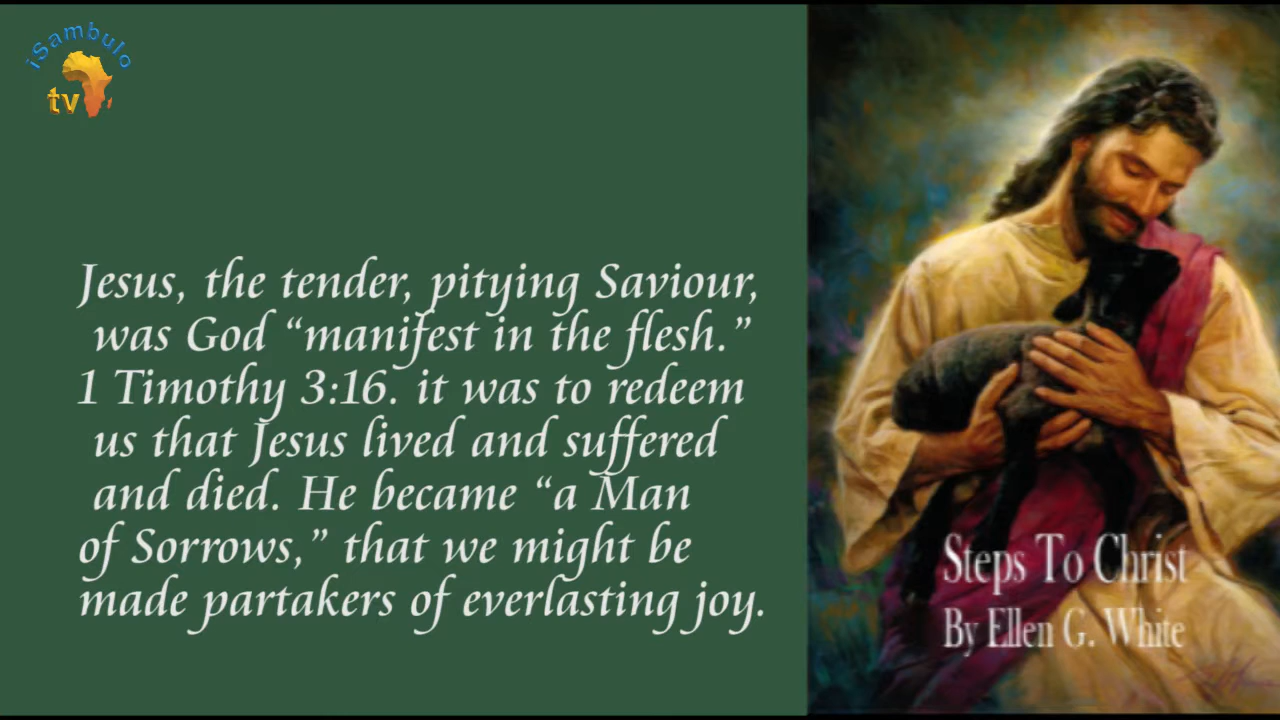 iSambulo
tv
Jesus, the tender, pitying Saviour,
was God “manifest in the flesh.”
1 Timothy 3:16. it was to redeem
us that Jesus lived and suffered
and died. He became “a Man
of Sorrows,” that we might be
made partakers of everlasting joy.
Steps To Christ
By Ellen G. White